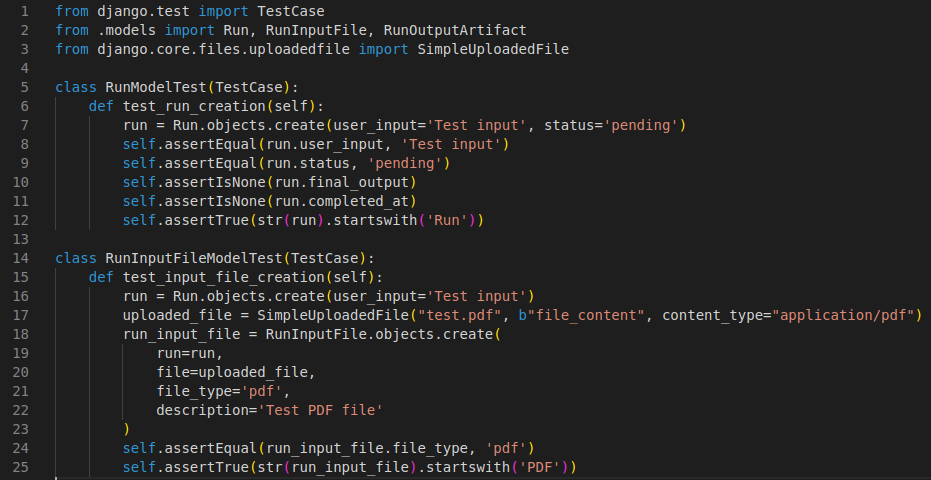 1 from django.test import TestCase
2 from .models import Run, RunInputFile, RunOutputArtifact
3 from django.core.files.uploadedfile import SimpleUploadedFile
4
5 class RunModelTest(TestCase):
6     def test_run_creation(self):
7         run = Run.objects.create(user_input='Test input', status='pending')
8         self.assertEqual(run.user_input, 'Test input')
9         self.assertEqual(run.status, 'pending')
10         self.assertIsNone(run.final_output)
11         self.assertIsNone(run.completed_at)
12         self.assertTrue(str(run).startswith('Run'))
13
14 class RunInputFileModelTest(TestCase):
15     def test_input_file_creation(self):
16         run = Run.objects.create(user_input='Test input')
17         uploaded_file = SimpleUploadedFile("test.pdf", b"file_content", content_type="application/pdf")
18         run_input_file = RunInputFile.objects.create(
19             run=run,
20             file=uploaded_file,
21             file_type='pdf',
22             description='Test PDF file'
23         )
24         self.assertEqual(run_input_file.file_type, 'pdf')
25         self.assertTrue(str(run_input_file).startswith('PDF'))